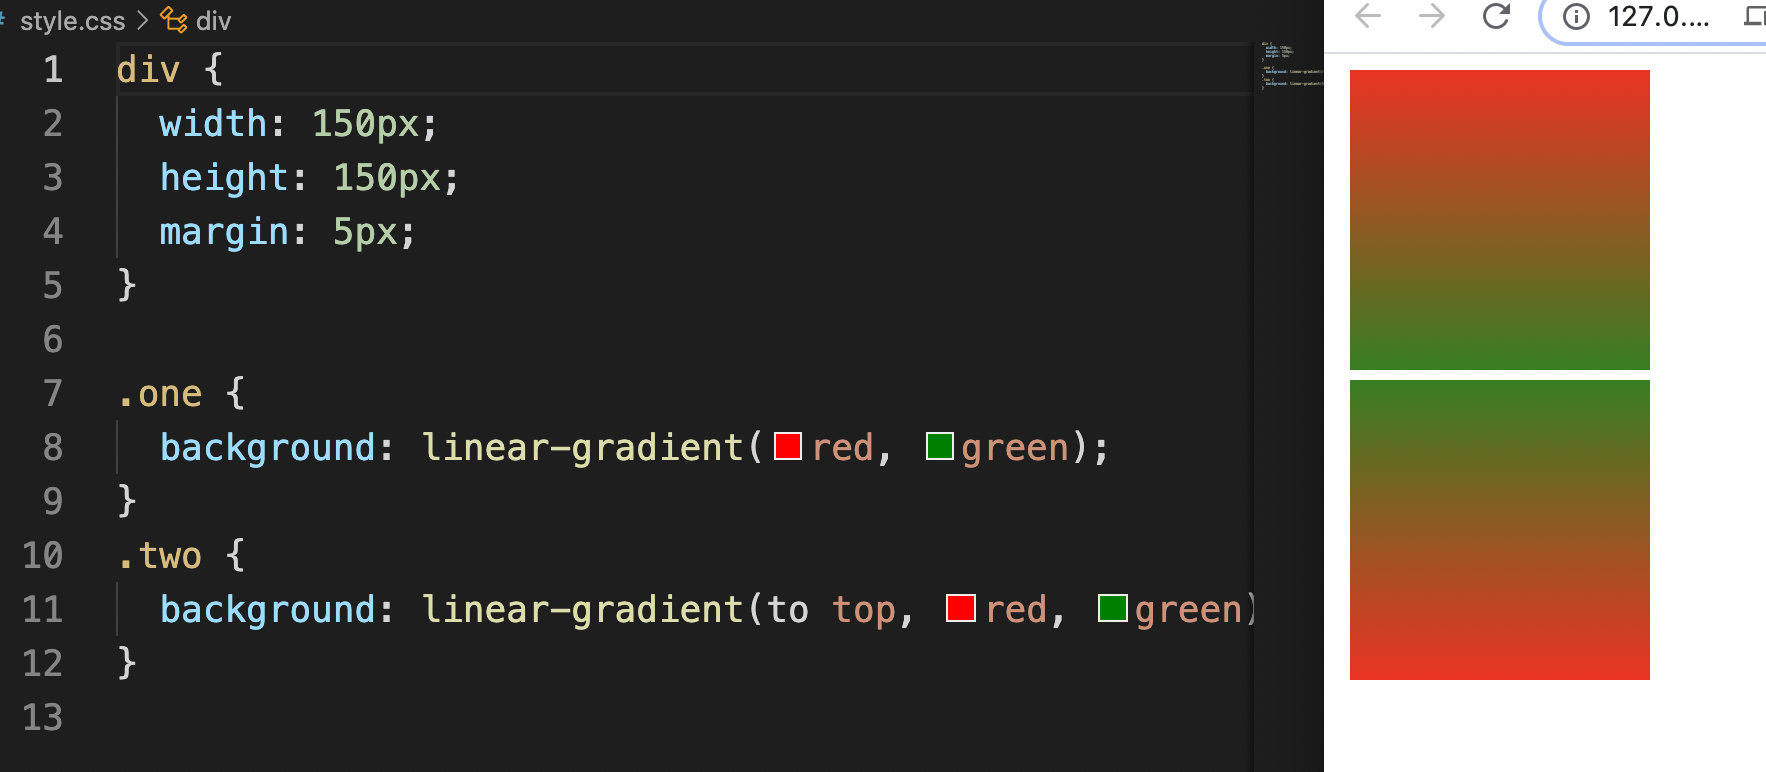 style.css > div
127.0....
1 div {
2 width: 150px;
3 height: 150px;
4 margin: 5px;
5 }
6
7 .one {
8 background: linear-gradient(red, green);
9 }
10 .two {
11 background: linear-gradient(to top, red, green)
12 }
13